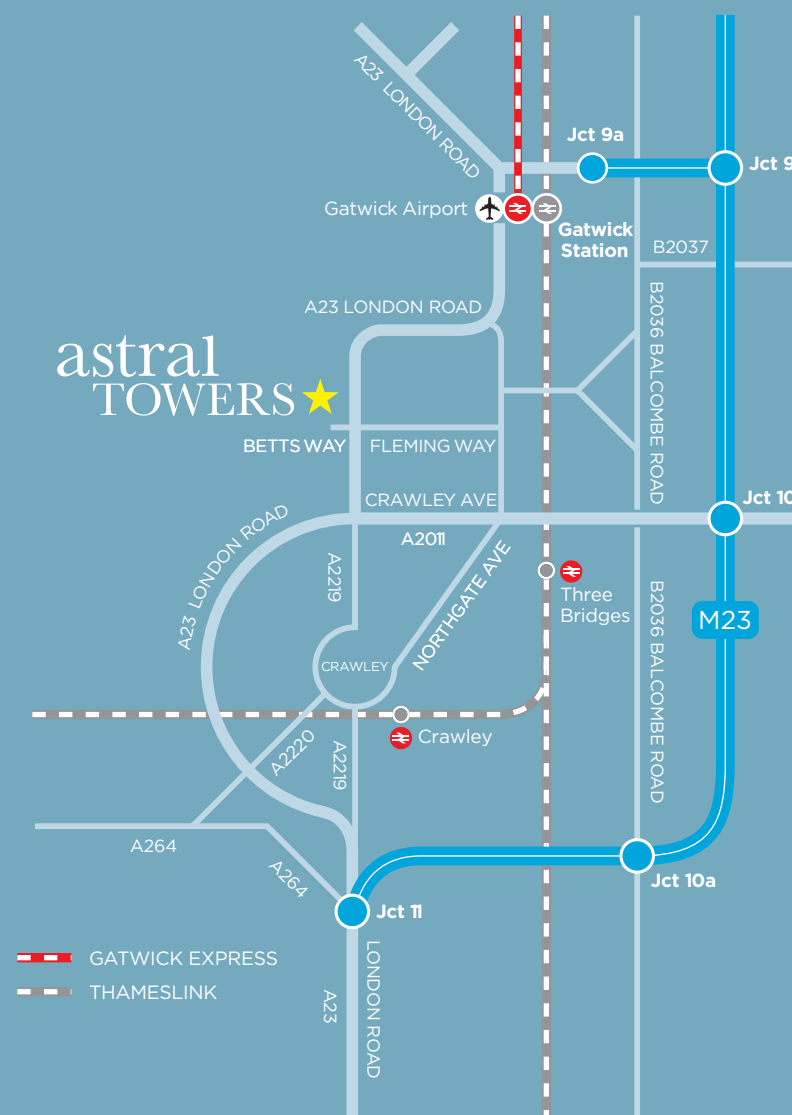 A23 LONDON ROAD
Jct 9a
Jct 9
Gatwick Airport
Gatwick
Station
B2037
A23 LONDON ROAD
B2036 BALCOMBE ROAD
astral
TOWERS
BETTS WAY
FLEMING WAY
CRAWLEY AVE
Jct 10
A23 LONDON ROAD
A2011
A2219
NORTHGATE AVE
Three
Bridges
B2036 BALCOMBE ROAD
M23
CRAWLEY
Crawley
A2220
A2219
A264
A264
Jct 10a
Jct 11
GATWICK EXPRESS
THAMESLINK
A23
LONDON ROAD